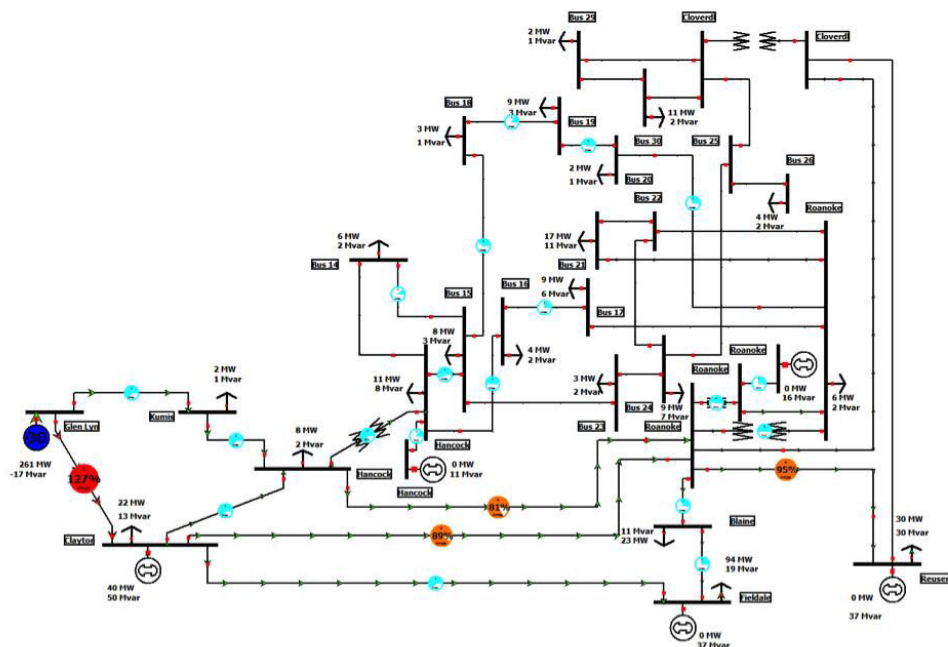 Bus 29
Cloverdl
Cloverdl
2 MW
1 Mvar
11 MW
2 Mvar
Bus 18
9 MW
3 Mvar
Bus 19
3 MW
1 Mvar
Bus 30
Bus 25
Bus 26
2 MW
1 Mvar
Bus 20
Bus 22
4 MW
2 Mvar
Roanoke
17 MW
11 Mvar
Bus 21
6 MW
2 Mvar
Bus 14
Bus 15
Bus 16
9 MW
6 Mvar
Bus 17
8 MW
3 Mvar
4 MW
2 Mvar
Roanoke
Roanoke
0 MW
16 Mvar
2 MW
1 Mvar
11 MW
8 Mvar
3 MW
2 Mvar
9 MW
7 Mvar
6 MW
2 Mvar
Bus 24
Bus 23
Roanoke
Glen Lyn
Kumis
261 MW
-17 Mvar
8 MW
2 Mvar
Hancock
Hancock
Hancock
0 MW
11 Mvar
127%
95%
81%
22 MW
13 Mvar
Claytor
89%
11 Mvar
23 MW
Blaine
40 MW
50 Mvar
94 MW
19 Mvar
Fieldale
0 MW
37 Mvar
30 MW
30 Mvar
Reusen
0 MW
37 Mvar